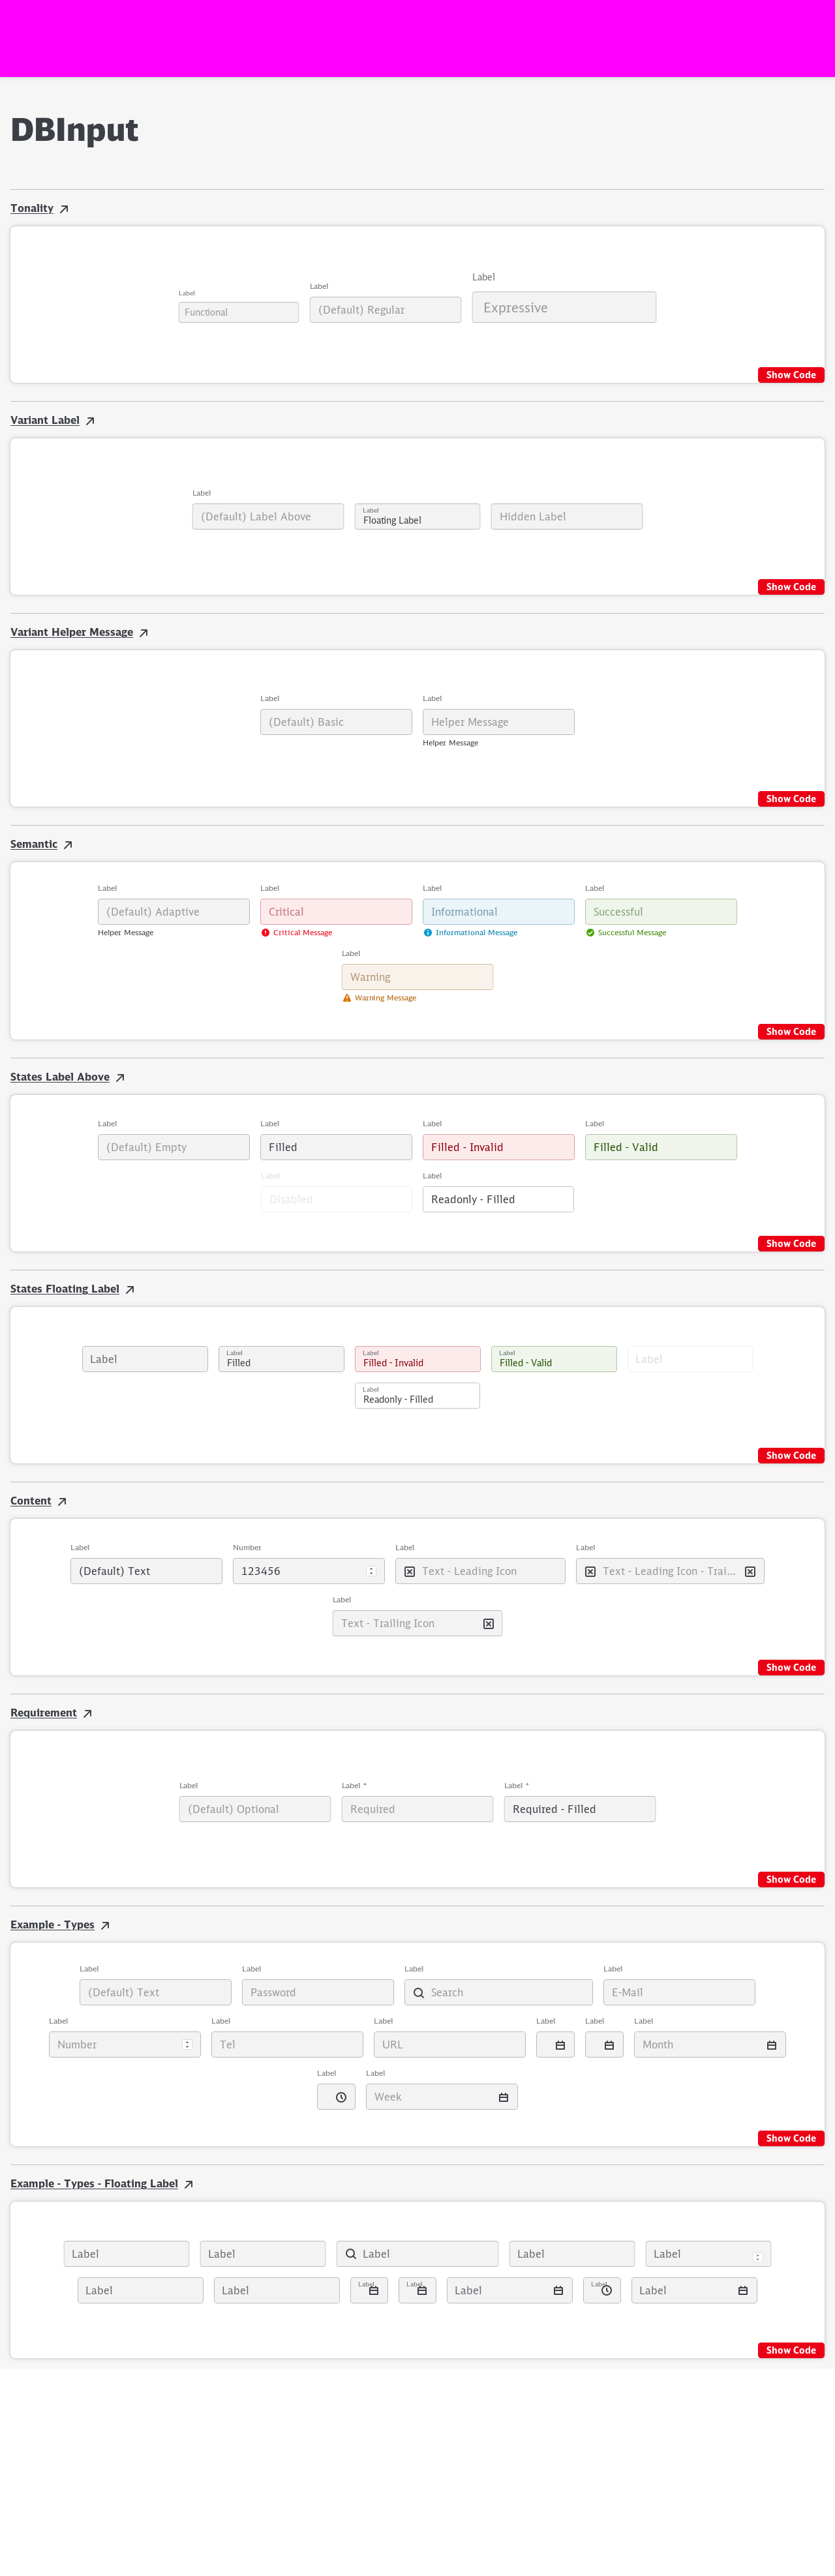 DBInput
Tonality
Label
Label
Label
Functional
(Default) Regular
Expressive
Show Code
Variant Label
Label
(Default) Label Above
Label
Floating Label
Hidden Label
Show Code
Variant Helper Message
Label
Label
(Default) Basic
Helper Message
Helper Message
Show Code
Semantic
Label
Label
Label
Label
(Default) Adaptive
Critical
Informational
Successful
Helper Message
Critical Message
Informational Message
Successful Message
Label
Warning
Warning Message
Show Code
States Label Above
Label
Label
Label
Label
(Default) Empty
Filled
Filled - Invalid
Filled - Valid
Label
Label
Disabled
Readonly - Filled
Show Code
States Floating Label
Label
Label
Filled
Label
Filled - Invalid
Label
Filled - Valid
Label
Label
Readonly - Filled
Show Code
Content
Label
Number
Label
Label
(Default) Text
123456
Text - Leading Icon
Text - Leading Icon - Trai...
Label
Text - Trailing Icon
Show Code
Requirement
Label
Label *
Label *
(Default) Optional
Required
Required - Filled
Show Code
Example - Types
Label
Label
Label
Label
(Default) Text
Password
Search
E-Mail
Label
Label
Label
Label
Label
Label
Number
Tel
URL
Month
Label
Label
Week
Show Code
Example - Types - Floating Label
Label
Label
Label
Label
Label
Label
Label
Label
Label
Label
Label
Label
Show Code